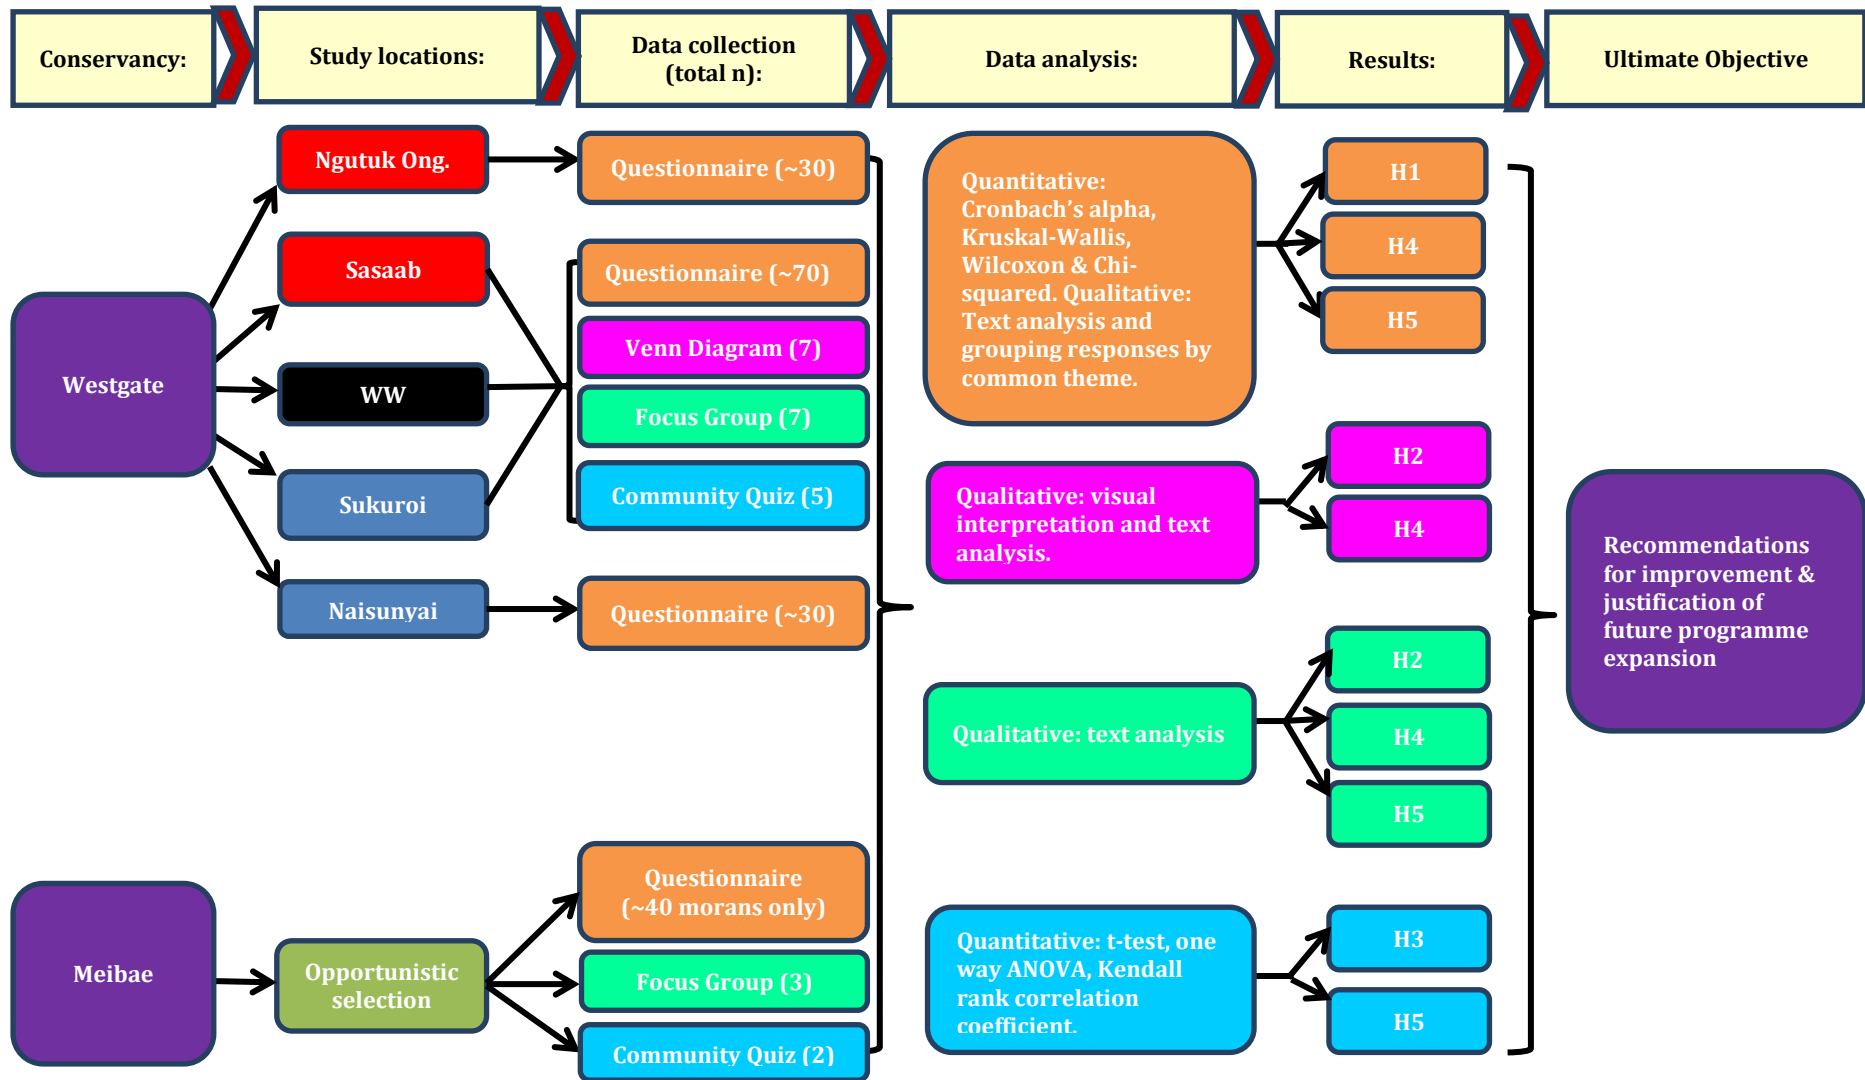 Conservancy:
Study locations:
Data collection
(total n):
Data analysis:
Results:
Ultimate Objective
Westgate
Ngutuk Ong.
Sasaab
WW
Sukuroi
Naisunyai
Questionnaire (~30)
Questionnaire (~70)
Venn Diagram (7)
Focus Group (7)
Community Quiz (5)
Questionnaire (~30)
Meibae
Opportunistic
selection
Questionnaire
(~40 morans only)
Focus Group (3)
Community Quiz (2)
Quantitative:
Cronbach’s alpha,
Kruskal-Wallis,
Wilcoxon & Chi-
squared. Qualitative:
Text analysis and
grouping responses by
common theme.
H1
H4
H5
Qualitative: visual
interpretation and text
analysis.
H2
H4
Qualitative: text analysis
H2
H4
H5
Quantitative: t-test, one
way ANOVA, Kendall
rank correlation
coefficient.
H3
H5
Recommendations
for improvement &
justification of
future programme
expansion